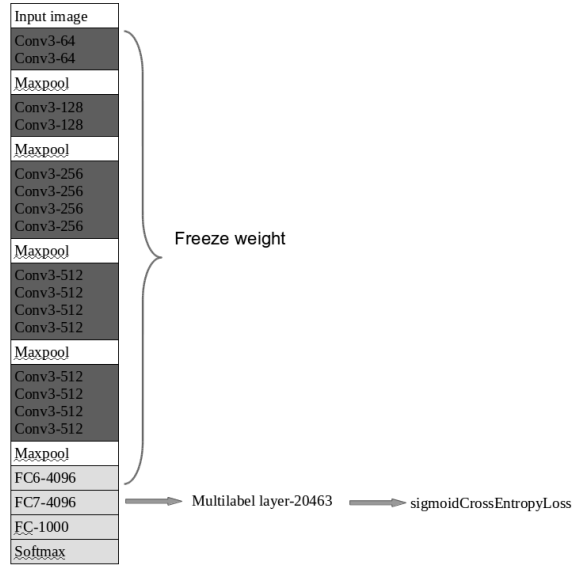 Input image
Conv3-64
Conv3-64
Maxpool
Conv3-128
Conv3-128
Maxpool
Conv3-256
Conv3-256
Conv3-256
Conv3-256
Maxpool
Conv3-512
Conv3-512
Conv3-512
Conv3-512
Maxpool
Conv3-512
Conv3-512
Conv3-512
Conv3-512
Maxpool
FC6-4096
FC7-4096
FC-1000
Softmax
Freeze weight
Multilabel layer-20463
sigmoidCrossEntropyLoss